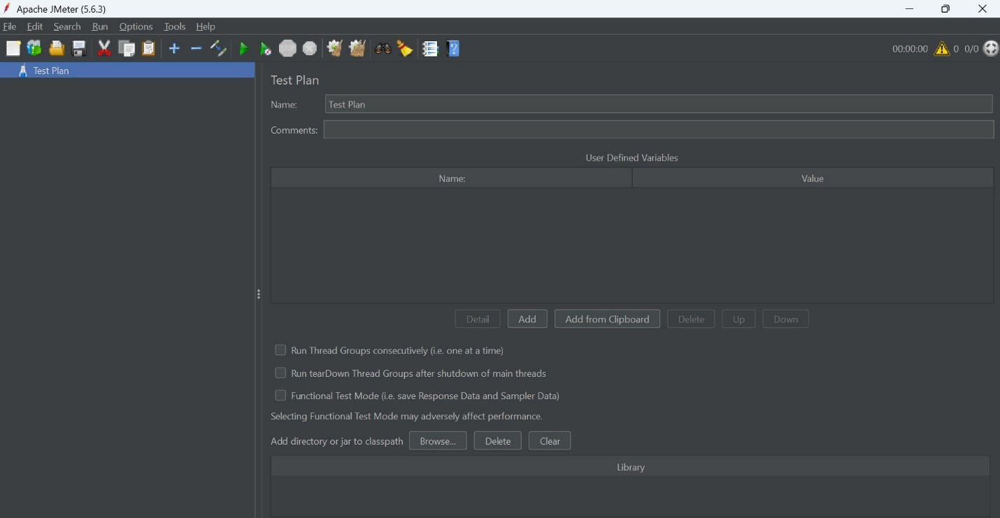 Apache JMeter (5.6.3)
File Edit Search Run Options Tools Help
STOP 00:00:00 0 0/0
Test Plan
Test Plan
Name: Test Plan
Comments:
User Defined Variables
Name: Value
Detail Add Add from Clipboard Delete Up Down
Run Thread Groups consecutively (i.e. one at a time)
Run tearDown Thread Groups after shutdown of main threads
Functional Test Mode (i.e. save Response Data and Sampler Data)
Selecting Functional Test Mode may adversely affect performance.
Add directory or jar to classpath Browse... Delete Clear
Library